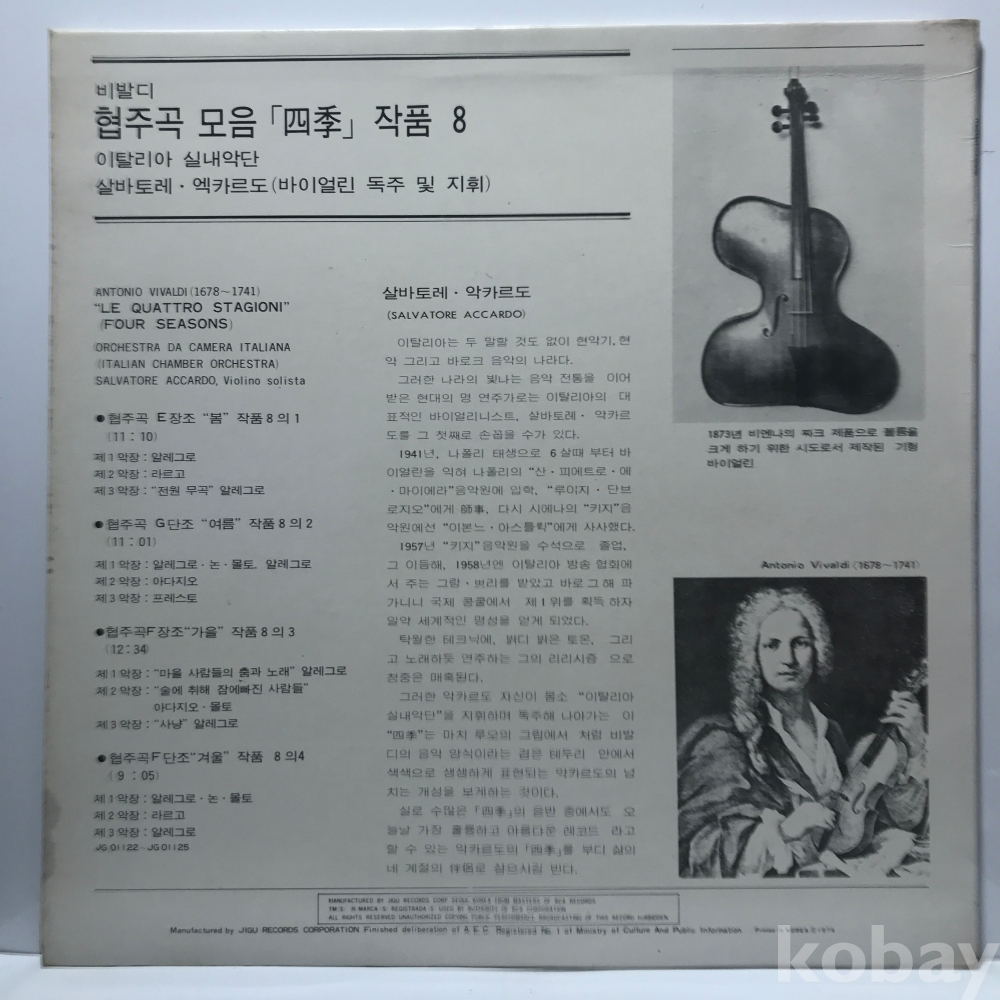 비발디
협주곡 모음「四季」 작품 8
이탈리아 실내악단
살바토레・엑카르도(바이얼린 독주 및 지휘)
ANTONIO VIVALDI(1678~1741)
"LE QUATTRO STAGIONI"
(FOUR SEASONS)
ORCHESTRA DA CAMERA ITALIANA
(ITALIAN CHAMBER ORCHESTRA)
SALVATORE ACCARDO, Violino solista
●협주곡 E장조 "봄" 작품 8의 1
(11:10)
제1악장 : 알레그로
제2악장 : 라르고
제3악장 : "전원 무곡" 알레그로
●협주곡 G단조 "여름" 작품 8의 2
(11:01)
제1악장 : 알레그로・논・몰토, 알레그로
제2악장 : 아다지오
제3악장 : 프레스토
●협주곡F장조"가을" 작품 8의 3
(12:34)
제1악장 : "마을 사람들의 춤과 노래" 알레그로
제2악장 : "술에 취해 잠에빠진 사람들"
아다지오・몰토
제3악장 : "사냥" 알레그로
●협주곡F단조"겨울" 작품 8의4
(9:05)
제1악장 : 알레그로・논・몰토
제2악장 : 라르고
제3악장 : 알레그로
JG 01122~JG 01125
살바토레・악카르도
(SALVATORE ACCARDO)
이탈리아는 두 말할 것도 없이 현악기, 현
악 그리고 바로크 음악의 나라다.
그러한 나라의 빛나는 음악 전통을 이어
받은 현대의 명 연주가로는 이탈리아의 대
표적인 바이얼리니스트, 살바토레・악카르
도를 그 첫째로 손꼽을 수가 있다.
1941년, 나폴리 태생으로 6살때 부터 바
이얼린을 익혀 나폴리의 "산・피에트로・에
・마이에라"음악원에 입학, "루이지・단브
로지오"에게 師事, 다시 시에나의 "키지"음
악원에선 "이본느・아스틀릭"에게 사사했다.
1957년 "키지"음악원을 수석으로 졸업,
그 이듬해, 1958년엔 이탈리아 방송 협회에
서 주는 그랑・쁘리를 받았고 바로 그해 파
가니니 국제 콩쿨에서 제1위를 획득 하자
일약 세계적인 명성을 얻게 되었다.
탁월한 테크닉에, 밝디 밝은 토온, 그리
고 노래하듯 연주하는 그의 리리시즘 으로
청중은 매혹된다.
그러한 악카르도 자신이 몸소 "이탈리아
실내악단"을 지휘하며 독주해 나아가는 이
"四季"는 마치 루오의 그림에서 처럼 비발
디의 음악 양식이라는 검은 테두리 안에서
색색으로 생생하게 표현되는 악카르도의 넘
치는 개성을 보게하는 것이다.
실로 수많은「四季」의 음반 중에서도 오
늘날 가장 훌륭하고 아름다운 레코드 라고
할 수 있는 악카르도의「四季」를 부디 삶의
네 계절의 伴侶로 삼으시길 빈다.
1873년 비엔나의 짜크 제품으로 볼륨을
크게 하기 위한 시도로서 제작된 기형
바이얼린
Antonio Vivaldi (1678~1741)
MANUFACTURED BY JIGU RECORDS CORP SEOUL KOREA FROM MASTERS OF RCA RECORDS
TM(S) ® MARCA(S) REGISTRADA(S) USED BY AUTHORITY OF RCA CORPORATION
ALL RIGHTS RESERVED UNAUTHORIZED COPYING PUBLIC PERFORMANCE BROADCASTING OF THIS RECORD FORBIDDEN
Manufactured by JIGU RECORDS CORPORATION Finished deliberation of A.E.C. Registered No. 1 of Ministry of Culture And Public Information
kobay